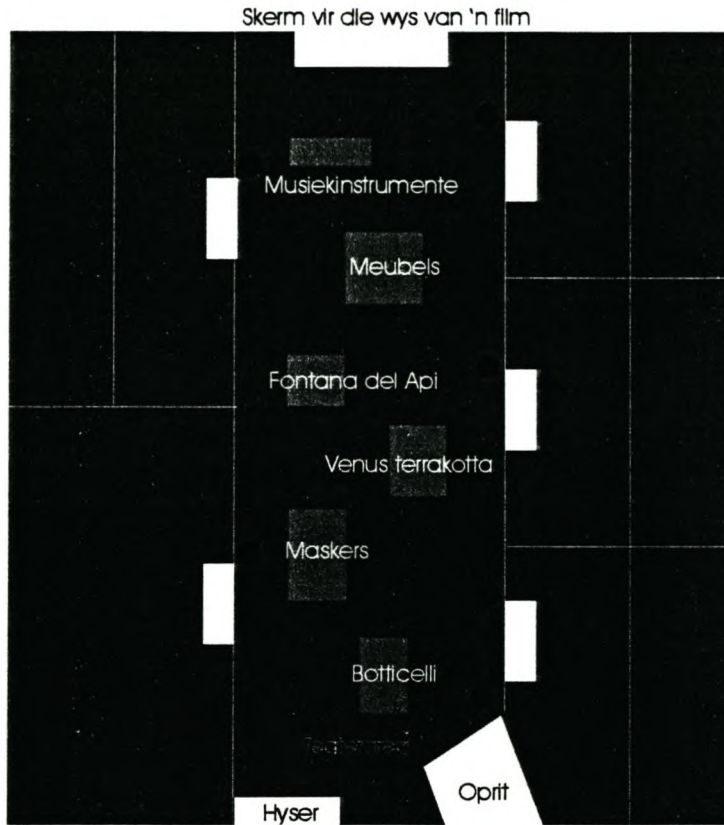 Skerm vir die wys van 'n film
Musiekinstrumente
Meubels
Fontana del Api
Venus terrakotta
Maskers
Botticelli
Oprit
Hyser